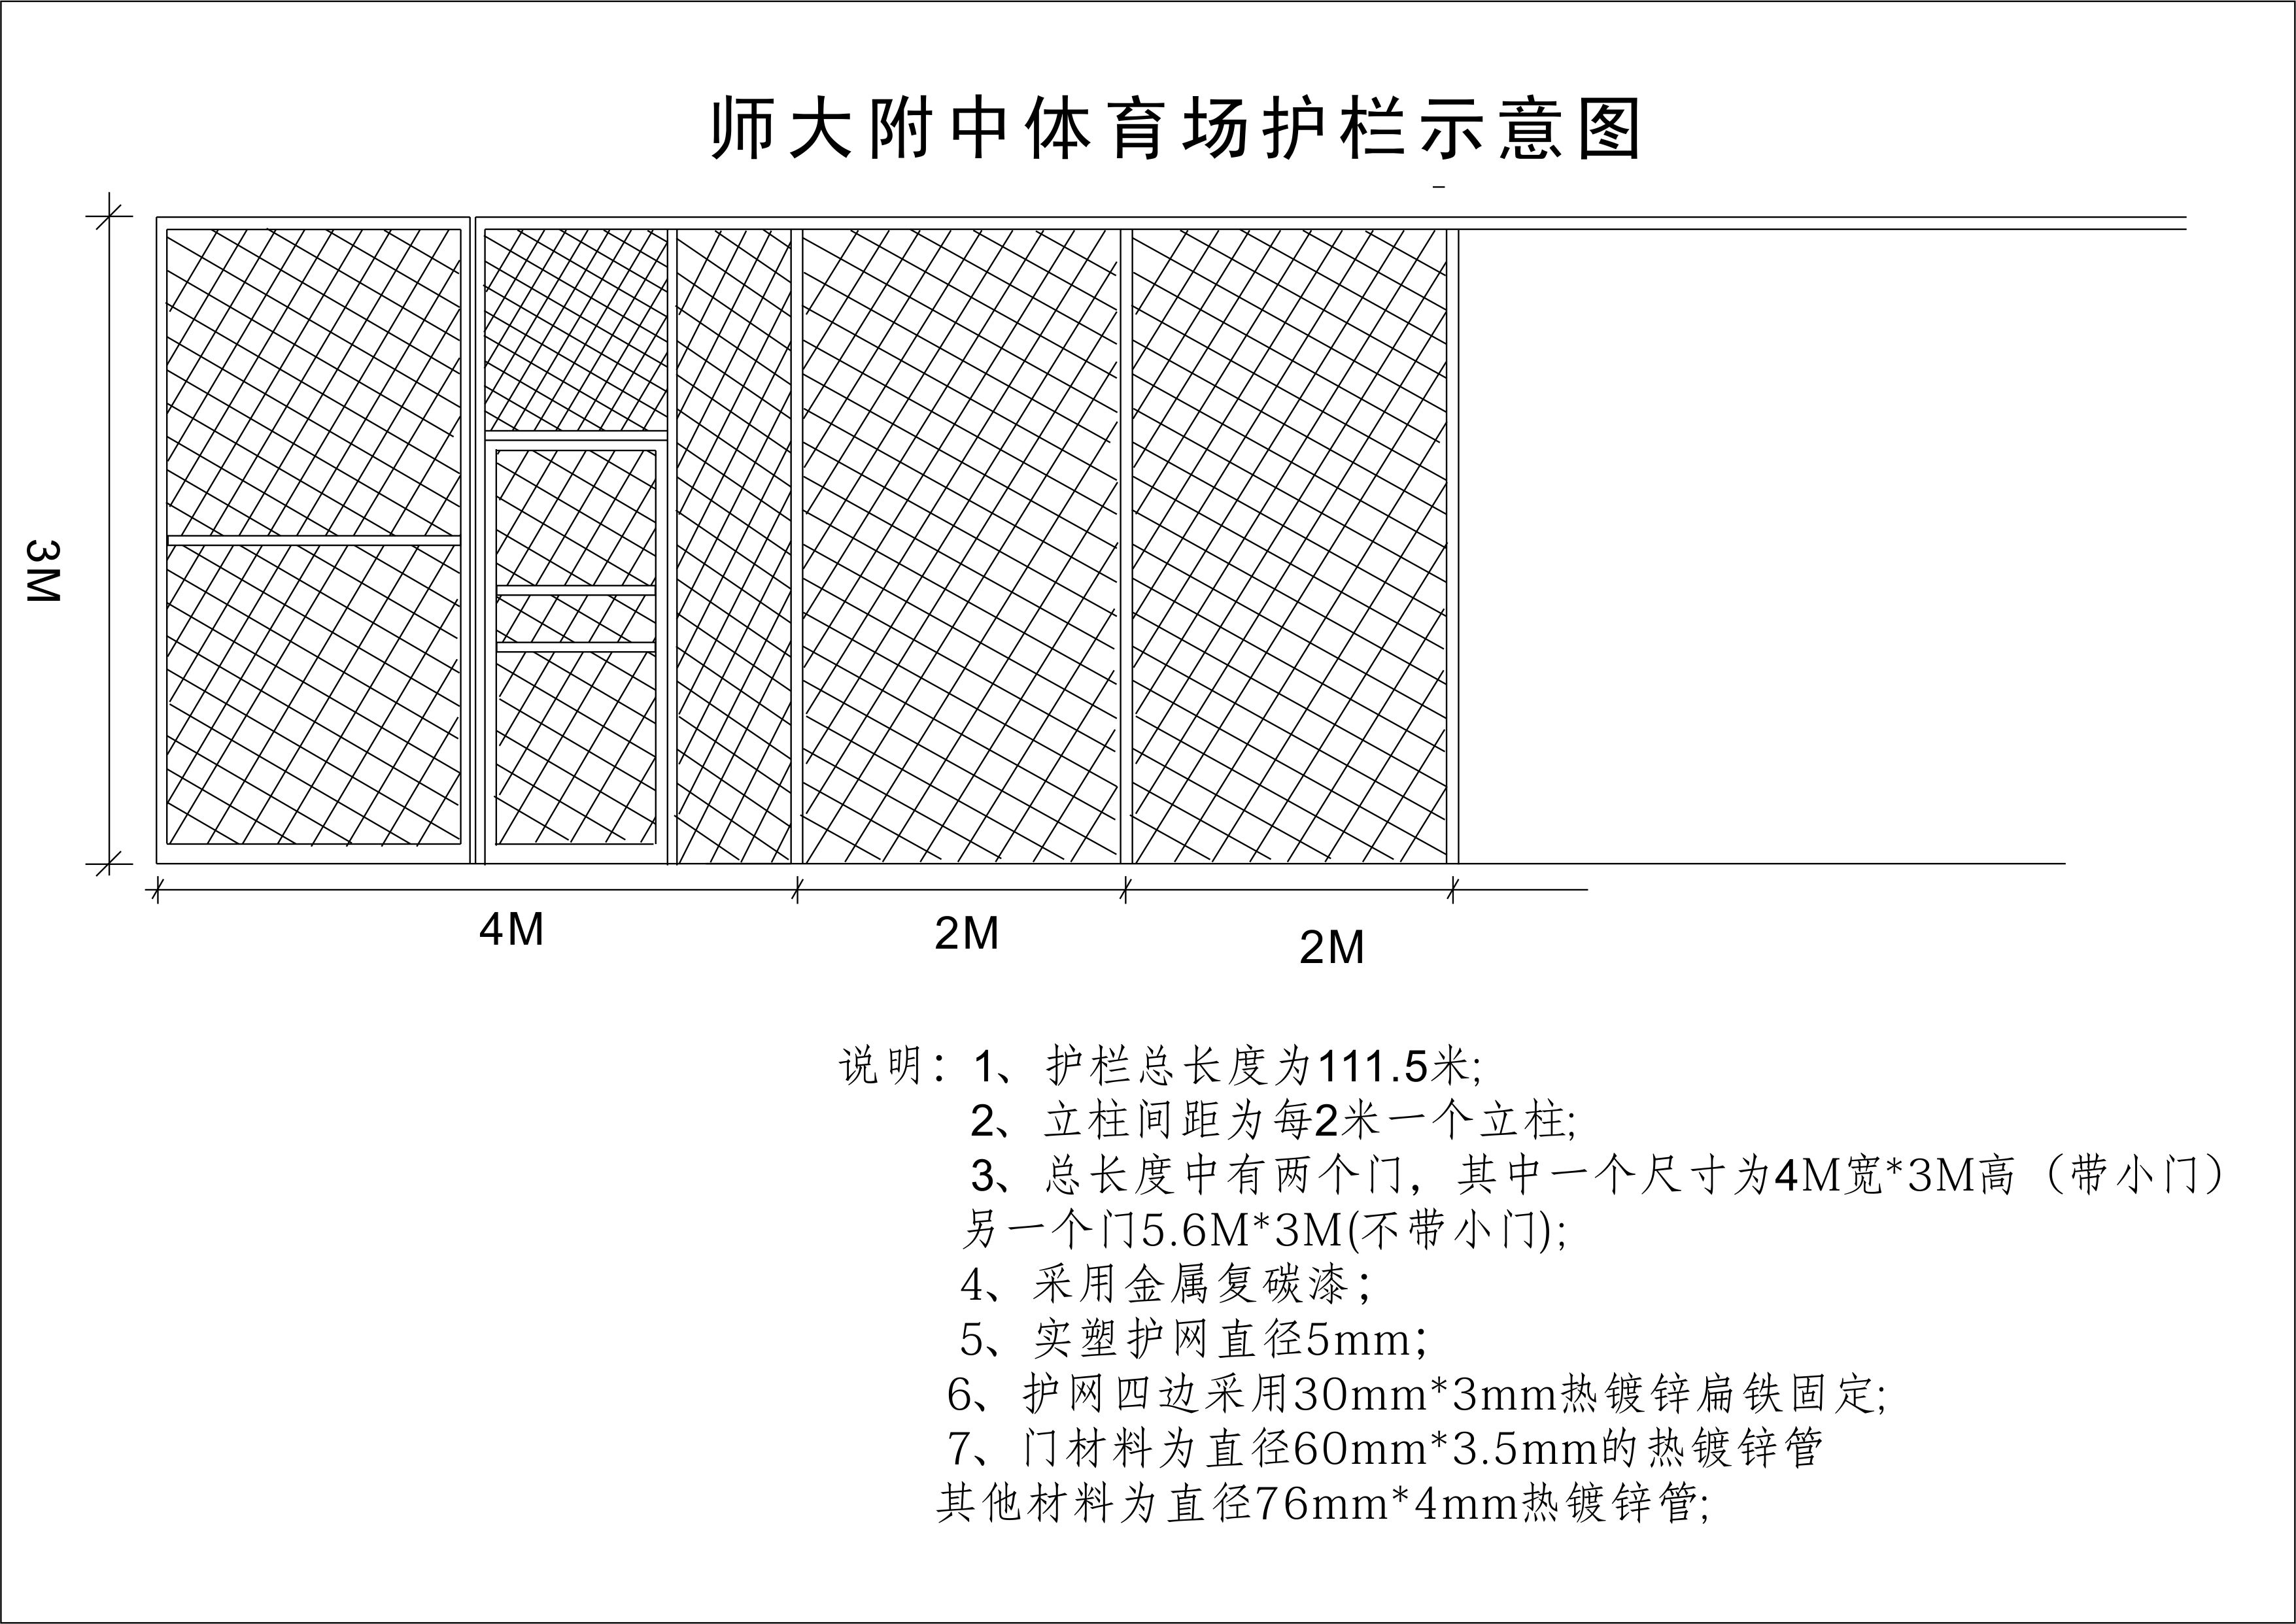 师大附中体育场护栏示意图
3M
4M
2M
2M
说明：1、护栏总长度为111.5米;
2、立柱间距为每2米一个立柱;
3、总长度中有两个门，其中一个尺寸为4M宽*3M高（带小门）
另一个门5.6M*3M(不带小门);
4、采用金属复碳漆；
5、实塑护网直径5mm；
6、护网四边采用30mm*3mm热镀锌扁铁固定;
7、门材料为直径60mm*3.5mm的热镀锌管
其他材料为直径76mm*4mm热镀锌管;